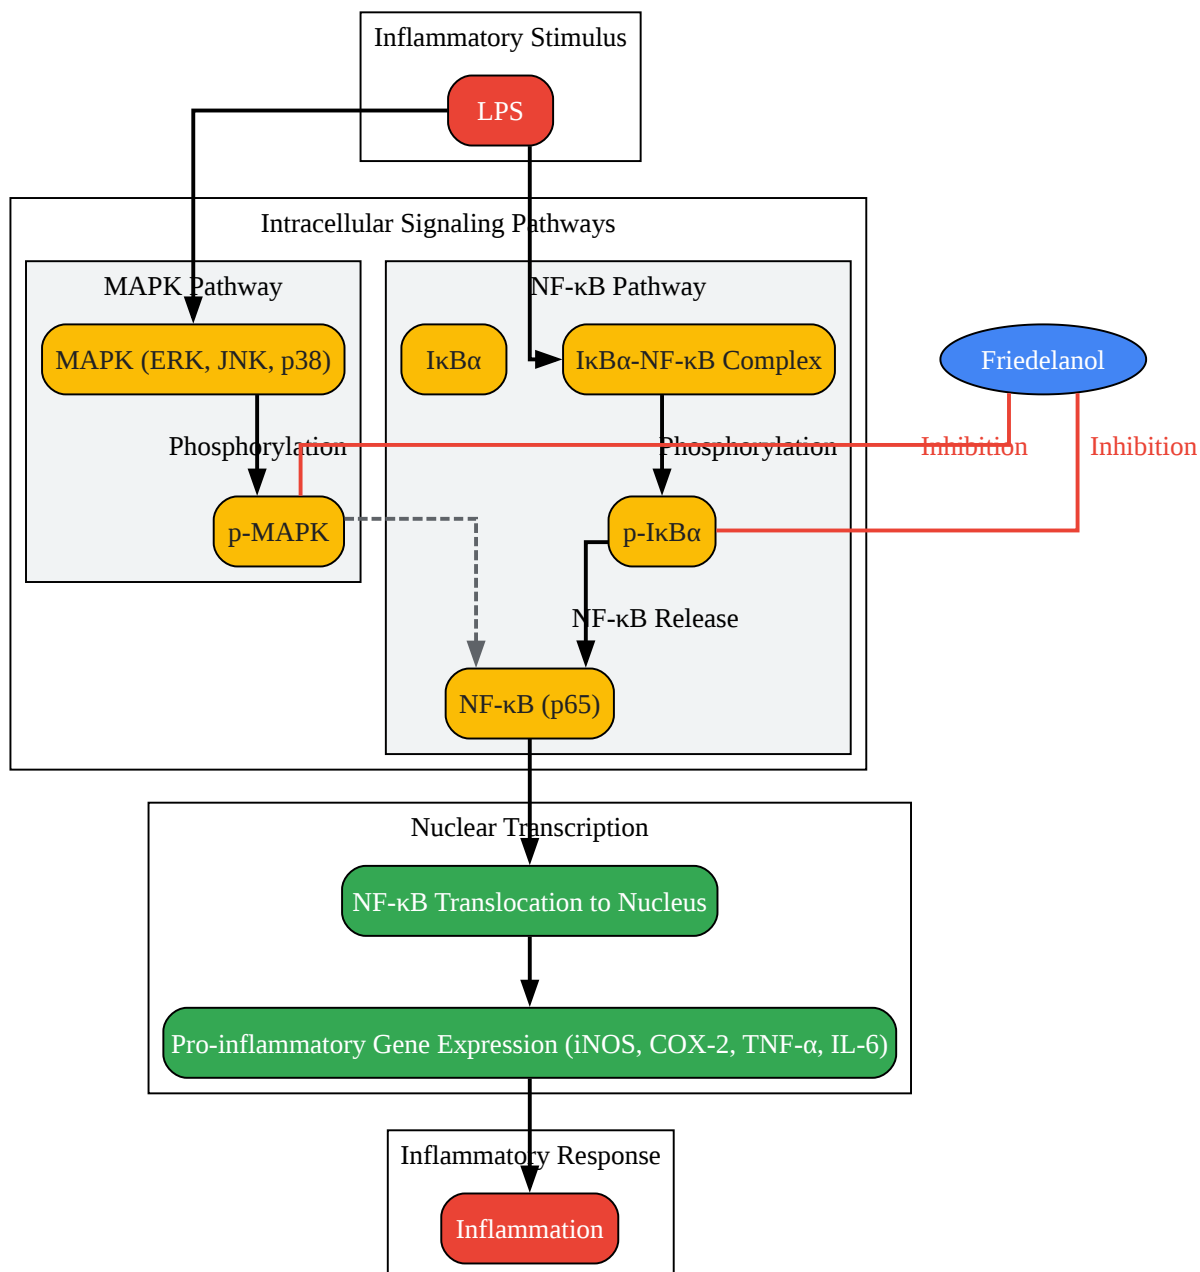 Inflammatory Stimulus
LPS
Intracellular Signaling Pathways
MAPK Pathway
NF-κB Pathway
MAPK (ERK, JNK, p38)
IκBα
IκBα-NF-κB Complex
Friedelanol
Phosphorylation
Phosphorylation
Inhibition
Inhibition
p-MAPK
p-IκBα
NF-κB Release
NF-κB (p65)
Nuclear Transcription
NF-κB Translocation to Nucleus
Pro-inflammatory Gene Expression (iNOS, COX-2, TNF-α, IL-6)
Inflammatory Response
Inflammation